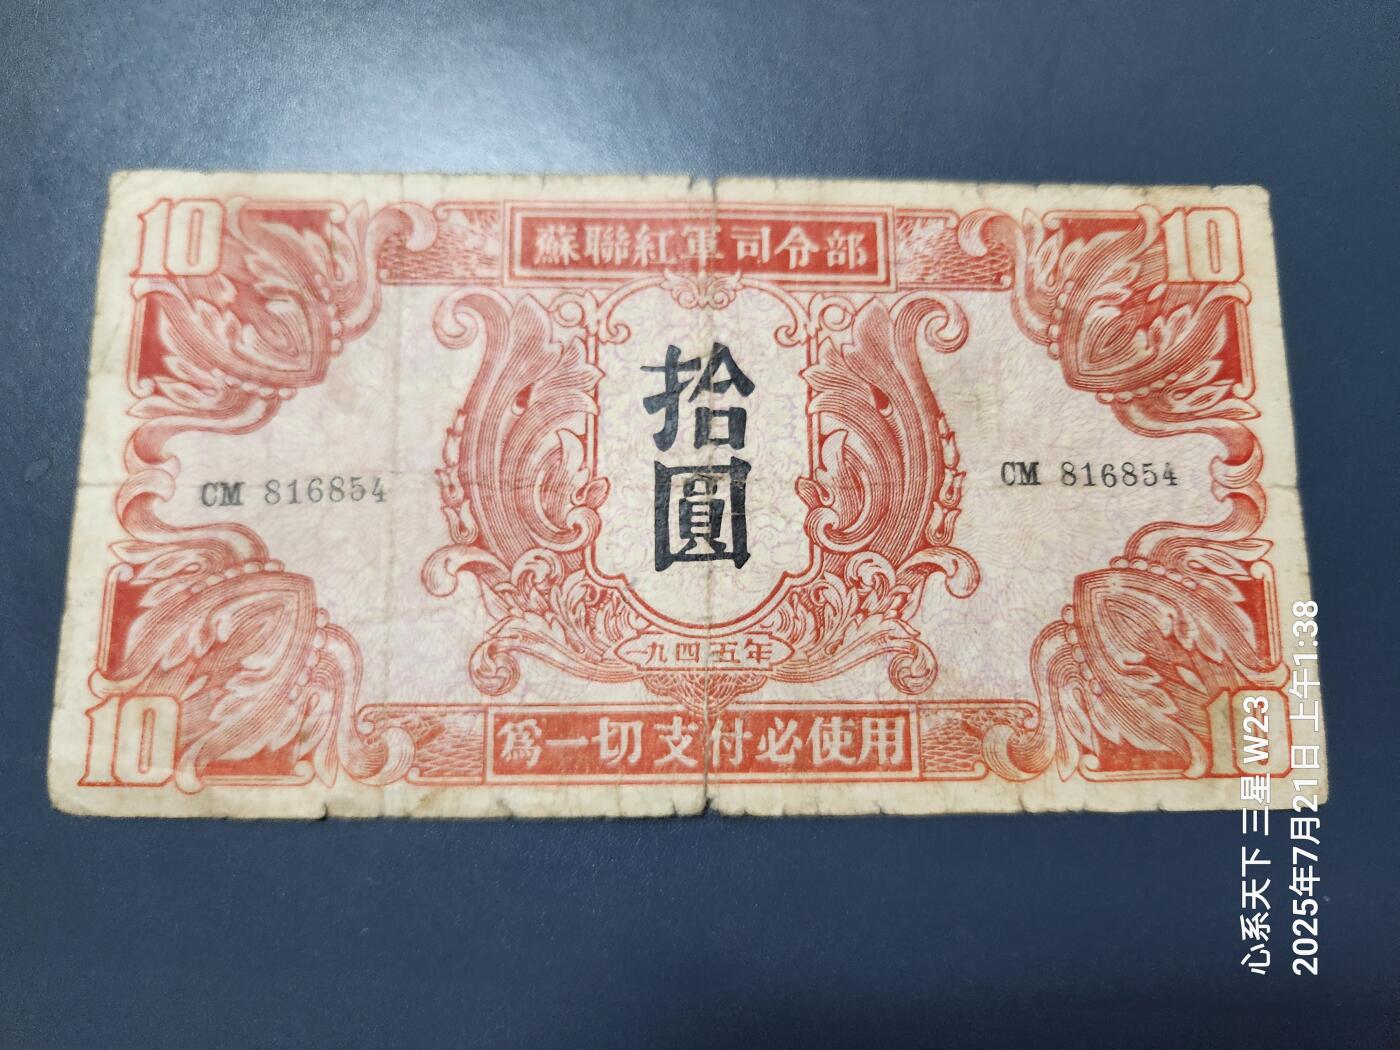 10
蘇聯紅軍司令部
10
拾
圓
CM 816854
CM 816854
一九四五年
10
爲一切支付必使用
10
心系天下 三星 W23
2025年7月21日 上午1:38